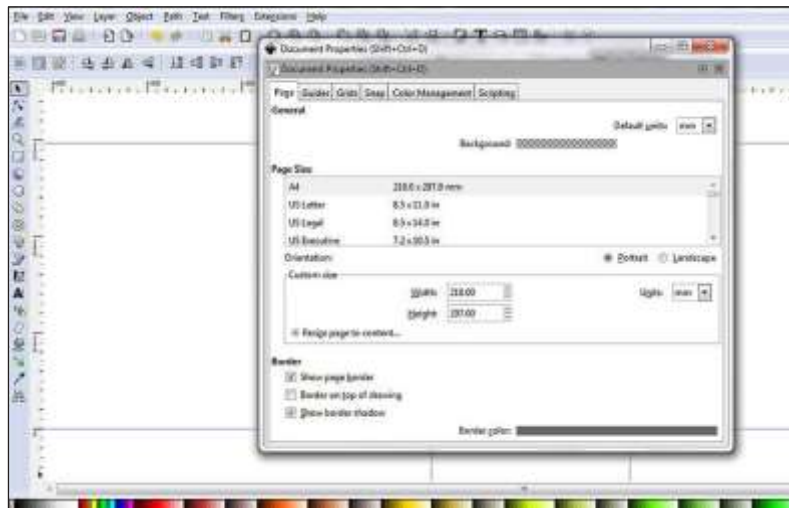 File Edit View Layer Object Path Text Filters Extensions Help
Document Properties (Shift+Ctrl+D)
Document Properties (Shift+Ctrl+D)
Page Guides Grids Snap Color Management Scripting
General
Default units: mm
Background:
Page Size
A4 210.0 x 297.0 mm
US Letter 8.5 x 11.0 in
US Legal 8.5 x 14.0 in
US Executive 7.2 x 10.5 in
Orientation: Portrait Landscape
Custom size
Width: 210.00 Units: mm
Height: 297.00
Resize page to content...
Border
Show page border
Border on top of drawing
Show border shadow
Border color: